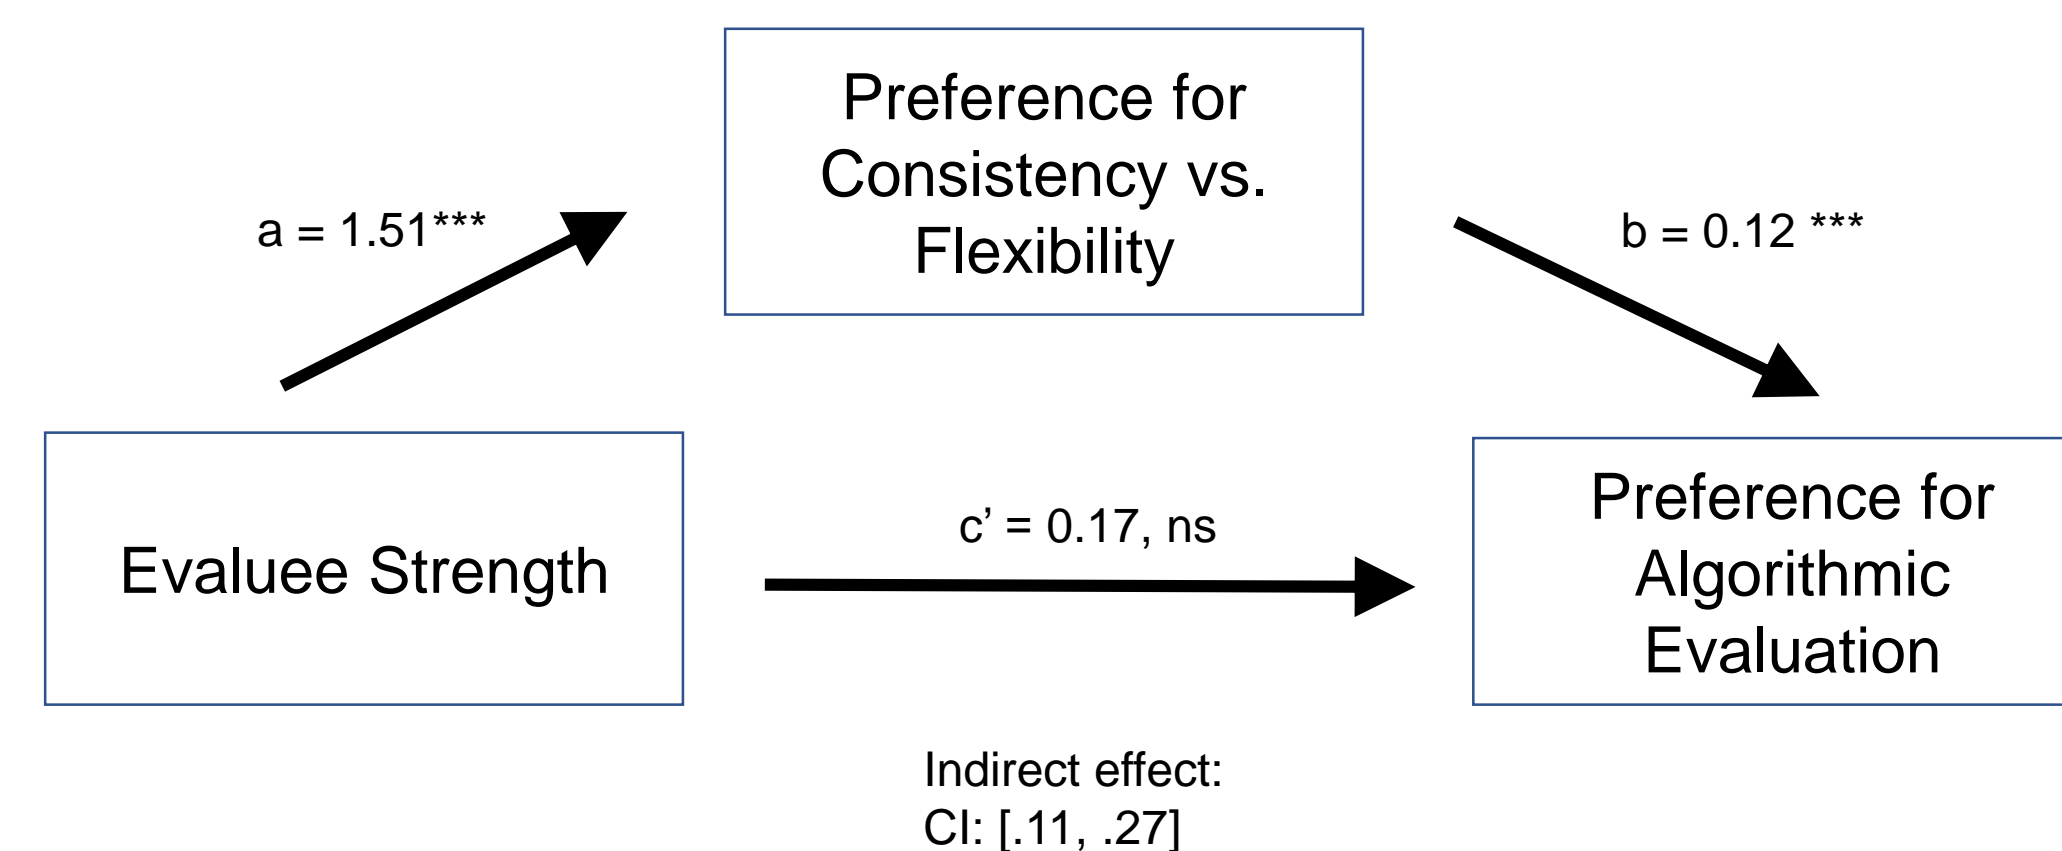 Preference for
Consistency vs.
Flexibility
a = 1.51***
b = 0.12 ***
Evaluee Strength
c’ = 0.17, ns
Preference for
Algorithmic
Evaluation
Indirect effect:
CI: [.11, .27]